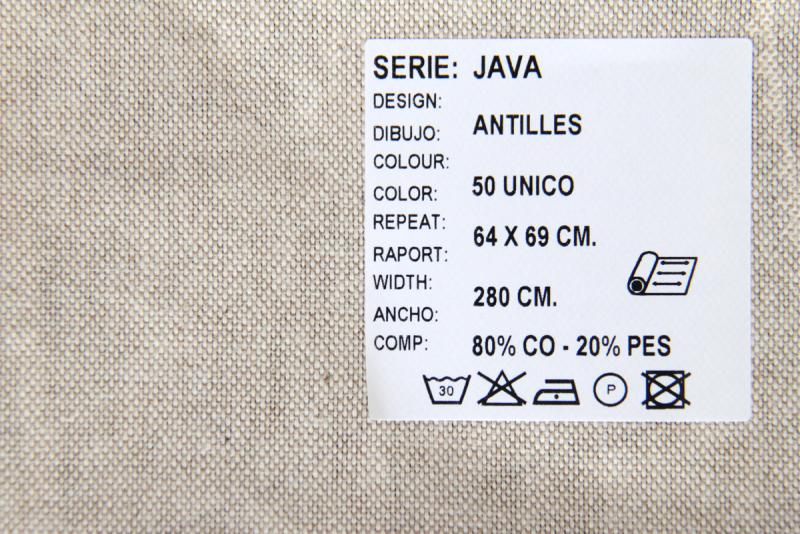 SERIE: JAVA
DESIGN:
DIBUJO: ANTILLES
COLOUR:
COLOR: 50 UNICO
REPEAT:
64 X 69 CM.
RAPORT:
WIDTH:
280 CM.
ANCHO:
COMP: 80% CO - 20% PES
30 P